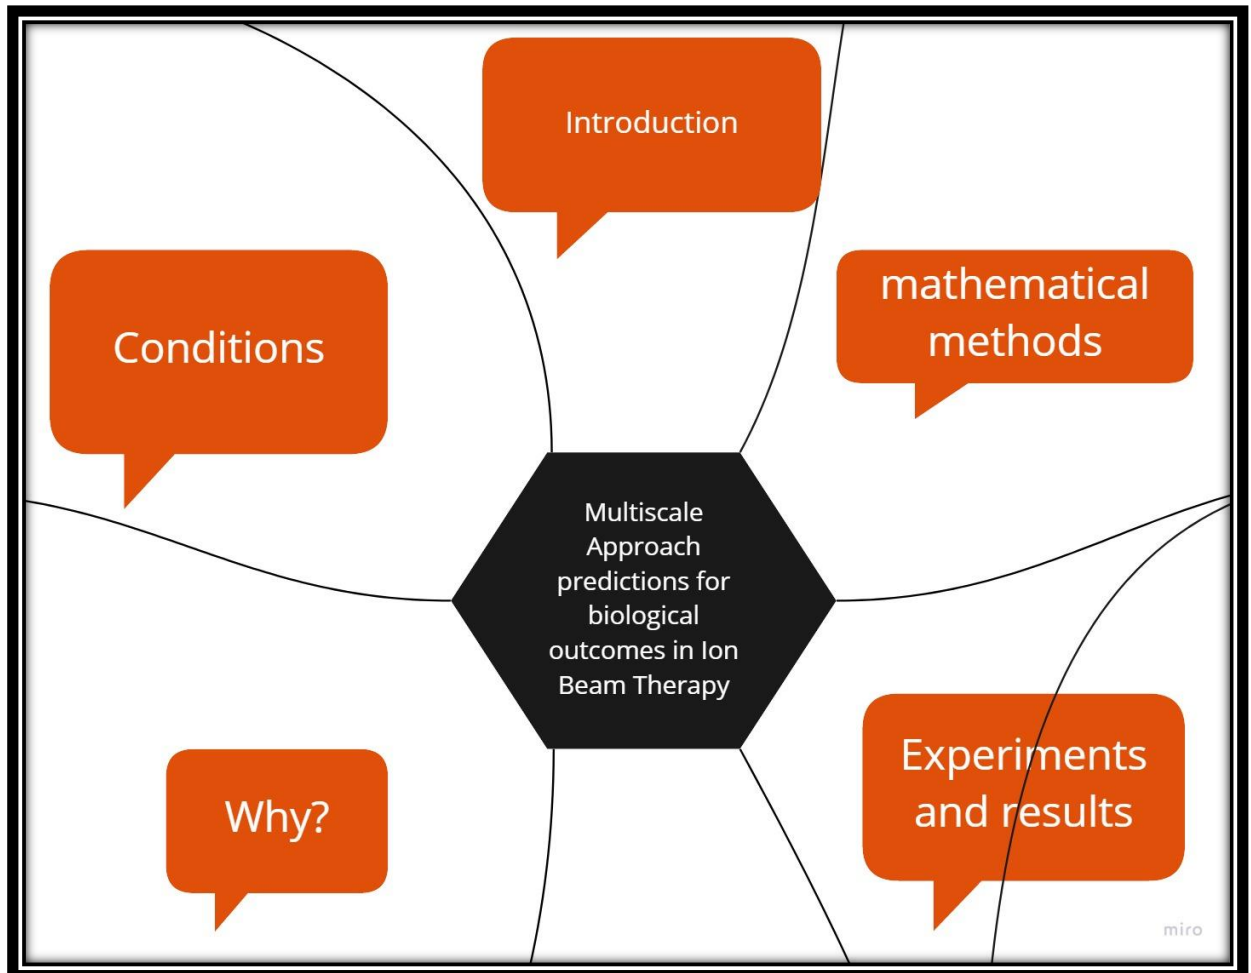 Introduction
mathematical
methods
Conditions
Multiscale
Approach
predictions for
biological
outcomes in Ion
Beam Therapy
Experiments
and results
Why?
miro